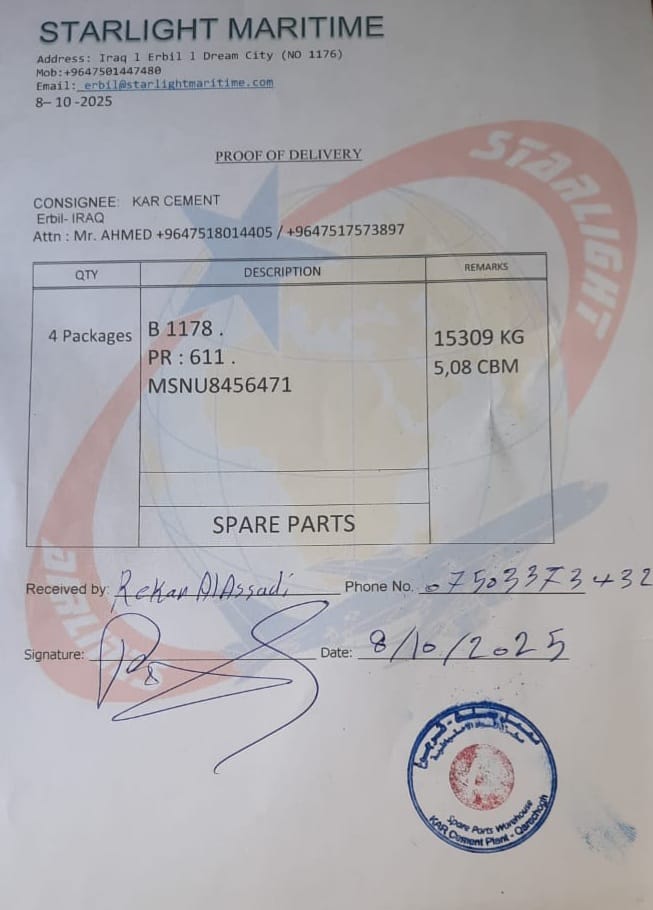 STARLIGHT MARITIME
Address: Iraq l Erbil l Dream City (NO 1176)
Mob:+9647501447480
Email: erbil@starlightmaritime.com
8– 10 -2025
PROOF OF DELIVERY
CONSIGNEE: KAR CEMENT
Erbil- IRAQ
Attn : Mr. AHMED +9647518014405 / +9647517573897
QTY DESCRIPTION REMARKS
4 Packages B 1178 . 15309 KG
PR : 611 . 5,08 CBM
MSNU8456471
SPARE PARTS
Received by: Rekan AlAssadi Phone No. 07503373432
Signature: Date: 8/10/2025
STARLIGHT
STARLIGHT
Spare Parts Warehouse
KAR Cement Plant - Qarachogh